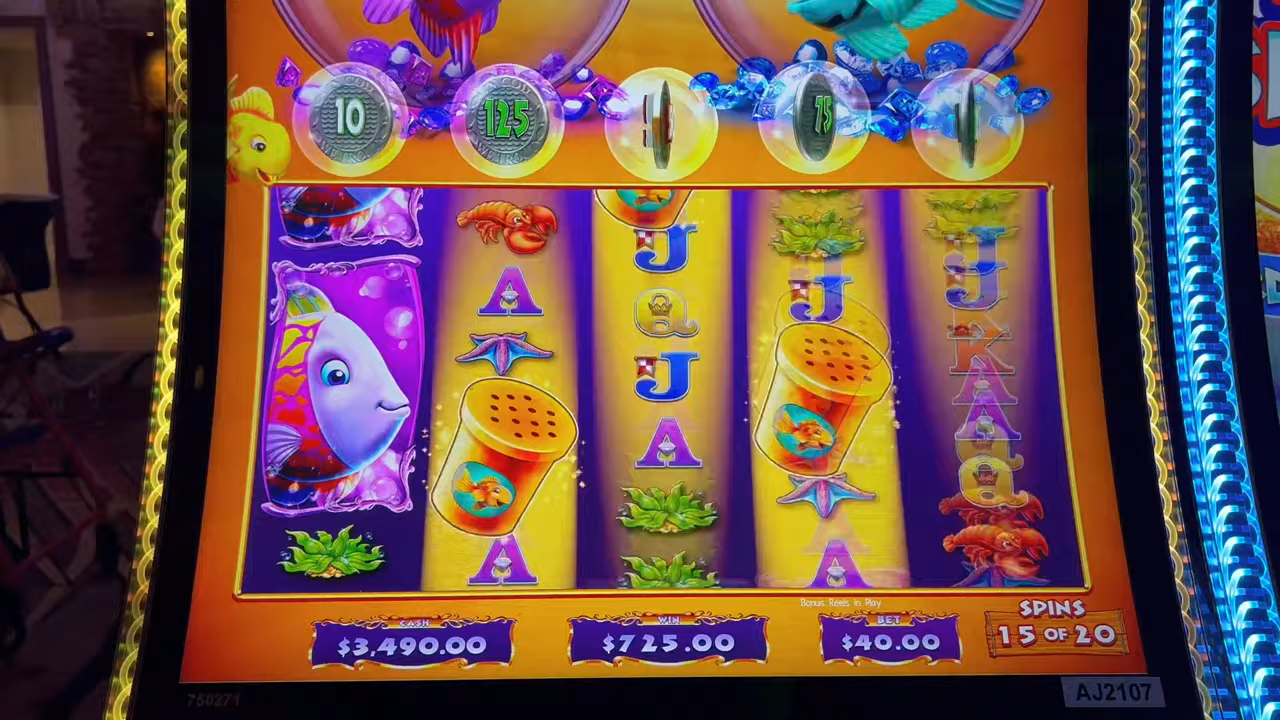 10 125 75
J
A J J
Q K
J A
A A
Q
A A
Bonus Reels In Play
CASH WIN BET SPINS
$3,490.00 $725.00 $40.00 15 OF 20
750271 AJ2107